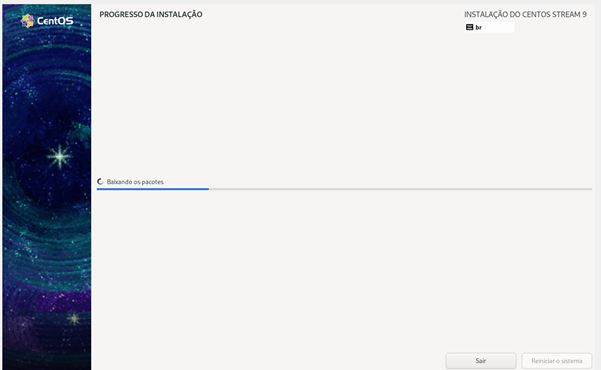 CentOS
PROGRESSO DA INSTALAÇÃO
INSTALAÇÃO DO CENTOS STREAM 9
br
Baixando os pacotes
Sair
Reiniciar o sistema